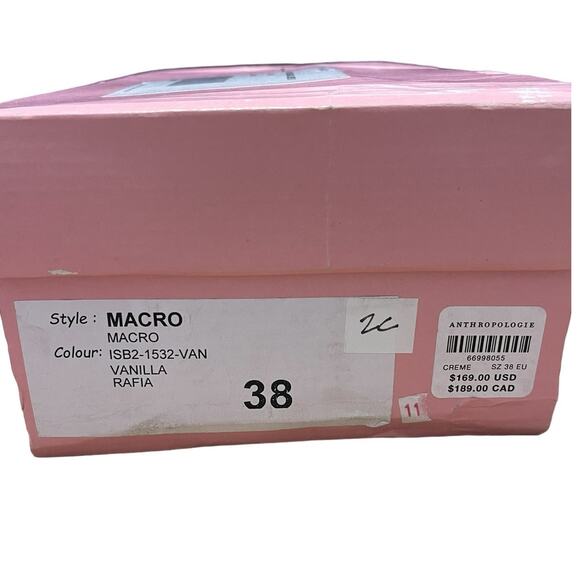 Style : MACRO
MACRO
Colour: ISB2-1532-VAN
VANILLA
RAFIA
38
2C
11
ANTHROPOLOGIE
66998055
CREME SZ 38 EU
$169.00 USD
$189.00 CAD